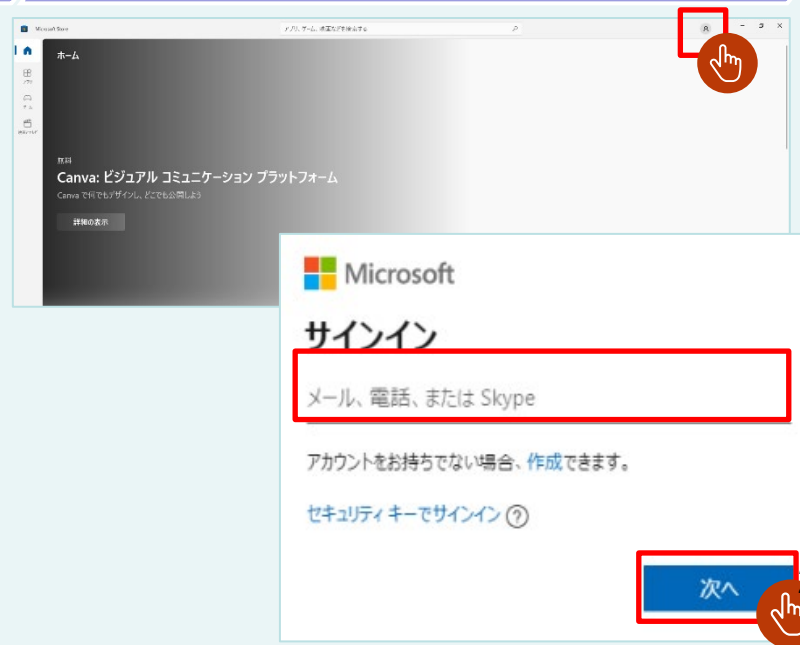 Microsoft Store
ホーム
無料
Canva: ビジュアル コミュニケーション プラットフォーム
Canva で何でもデザインし、どこでも公開しよう
詳細の表示
Microsoft
サインイン
メール、電話、または Skype
アカウントをお持ちでない場合、作成できます。
セキュリティ キーでサインイン
次へ